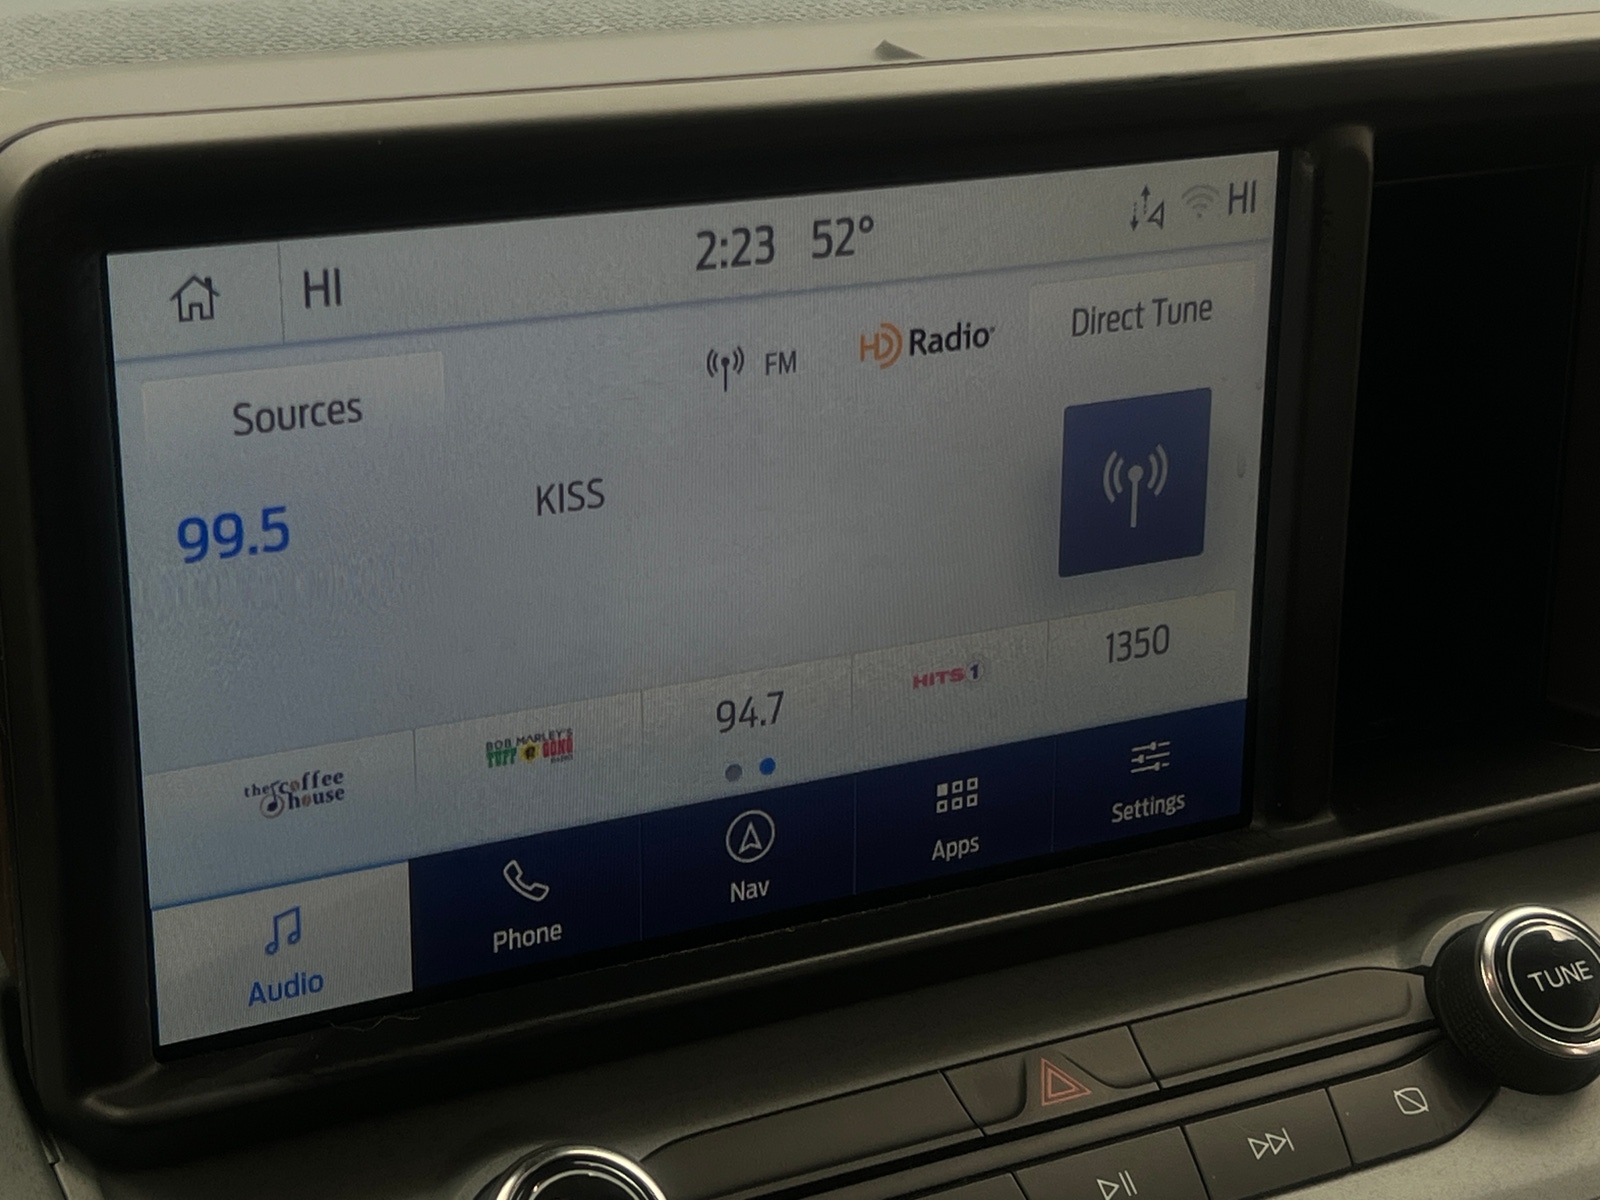 HI
2:23 52°
HI
Sources
FM
HD Radio
Direct Tune
99.5
KISS
the coffee house
BOB MARLEY'S
TUFF GONG
RADIO
94.7
HITS 1
1350
Audio
Phone
Nav
Apps
Settings
TUNE